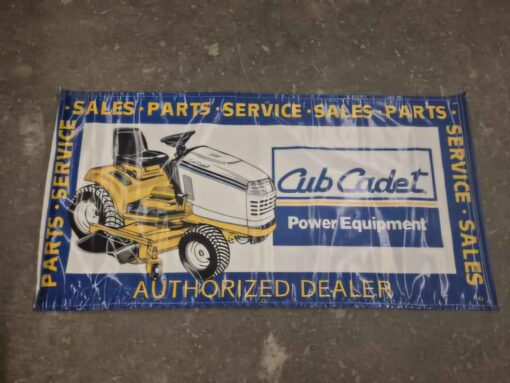 SALES · PARTS · SERVICE · SALES · PARTS ·
PARTS · SERVICE
Cub Cadet
Power Equipment
· SERVICE · SALES
AUTHORIZED DEALER